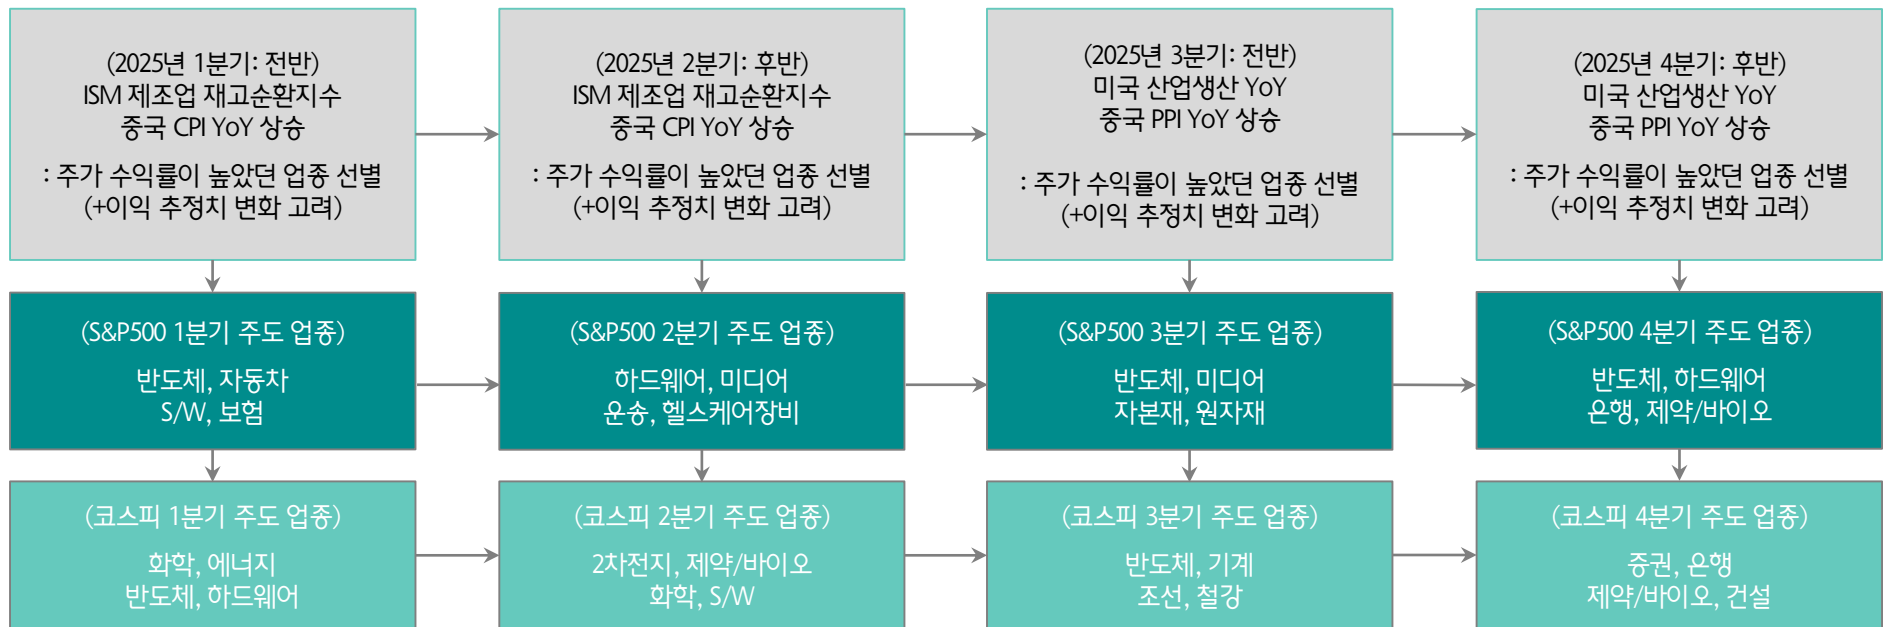 (2025년 1분기: 전반)
ISM 제조업 재고순환지수
중국 CPI YoY 상승
: 주가 수익률이 높았던 업종 선별
(+이익 추정치 변화 고려)
(2025년 2분기: 후반)
ISM 제조업 재고순환지수
중국 CPI YoY 상승
: 주가 수익률이 높았던 업종 선별
(+이익 추정치 변화 고려)
(2025년 3분기: 전반)
미국 산업생산 YoY
중국 PPI YoY 상승
: 주가 수익률이 높았던 업종 선별
(+이익 추정치 변화 고려)
(2025년 4분기: 후반)
미국 산업생산 YoY
중국 PPI YoY 상승
: 주가 수익률이 높았던 업종 선별
(+이익 추정치 변화 고려)
(S&P500 1분기 주도 업종)
반도체, 자동차
S/W, 보험
(S&P500 2분기 주도 업종)
하드웨어, 미디어
운송, 헬스케어장비
(S&P500 3분기 주도 업종)
반도체, 미디어
자본재, 원자재
(S&P500 4분기 주도 업종)
반도체, 하드웨어
은행, 제약/바이오
(코스피 1분기 주도 업종)
화학, 에너지
반도체, 하드웨어
(코스피 2분기 주도 업종)
2차전지, 제약/바이오
화학, S/W
(코스피 3분기 주도 업종)
반도체, 기계
조선, 철강
(코스피 4분기 주도 업종)
증권, 은행
제약/바이오, 건설